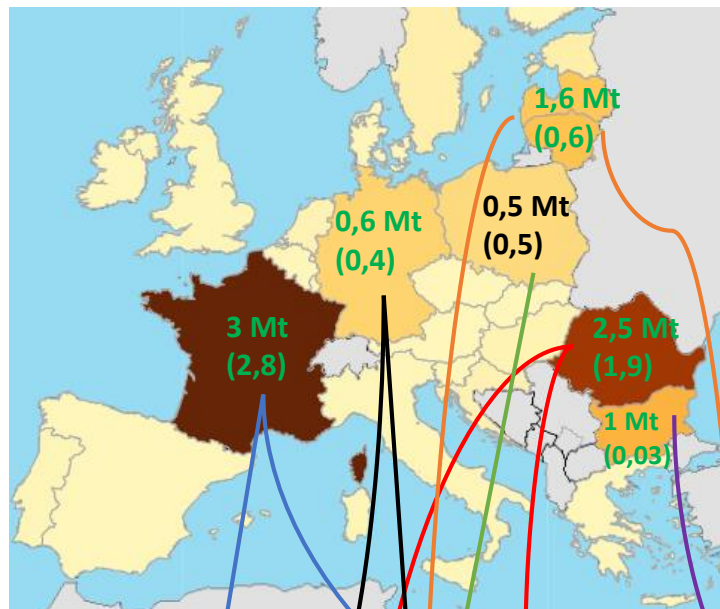 1,6 Mt
(0,6)
0,6 Mt
(0,4)
0,5 Mt
(0,5)
3 Mt
(2,8)
2,5 Mt
(1,9)
1 Mt
(0,03)